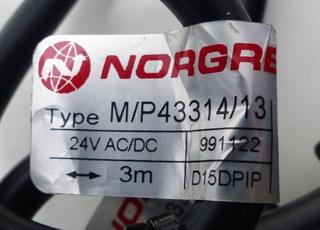 NORGRE
Type M/P43314/13
24V AC/DC 991122
3m D15DPIP